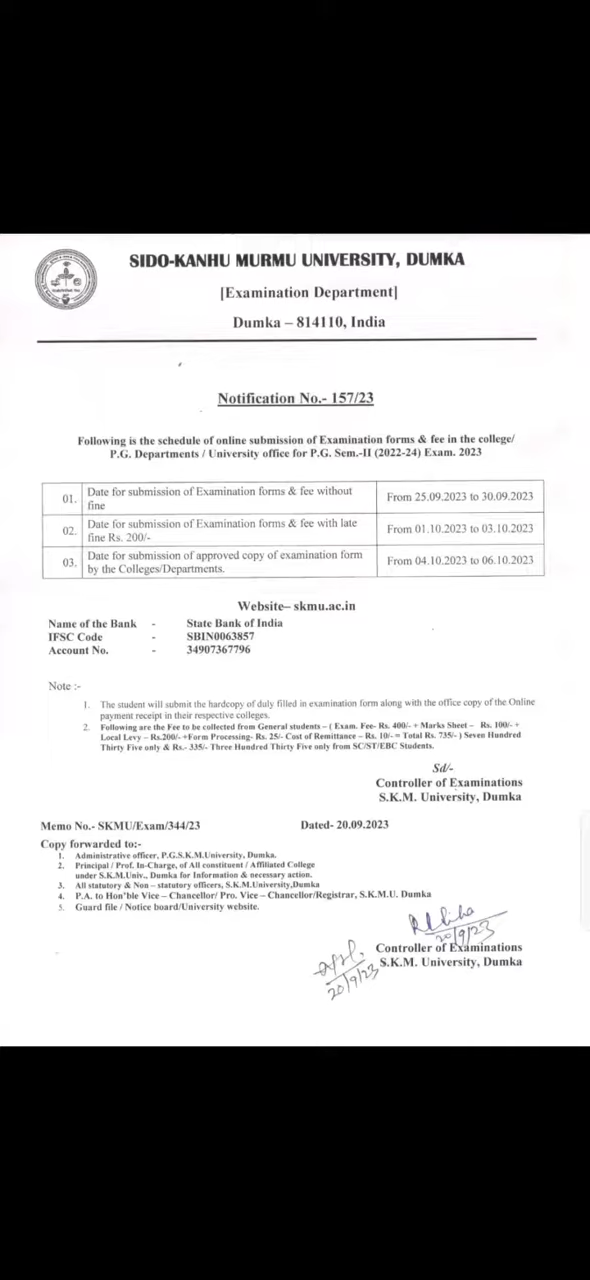 SIDO-KANHU MURMU UNIVERSITY, DUMKA
[Examination Department]
Dumka – 814110, India
Notification No.- 157/23
Following is the schedule of online submission of Examination forms & fee in the college/
P.G. Departments / University office for P.G. Sem.-II (2022-24) Exam. 2023
01. Date for submission of Examination forms & fee without fine From 25.09.2023 to 30.09.2023
02. Date for submission of Examination forms & fee with late fine Rs. 200/- From 01.10.2023 to 03.10.2023
03. Date for submission of approved copy of examination form by the Colleges/Departments. From 04.10.2023 to 06.10.2023
Website– skmu.ac.in
Name of the Bank - State Bank of India
IFSC Code - SBIN0063857
Account No. - 34907367796
Note :-
1. The student will submit the hardcopy of duly filled in examination form along with the office copy of the Online
payment receipt in their respective colleges.
2. Following are the Fee to be collected from General students – ( Exam. Fee- Rs. 400/- + Marks Sheet – Rs. 100/- +
Local Levy – Rs.200/- +Form Processing- Rs. 25/- Cost of Remittance – Rs. 10/- = Total Rs. 735/- ) Seven Hundred
Thirty Five only & Rs.- 335/- Three Hundred Thirty Five only from SC/ST/EBC Students.
Sd/-
Controller of Examinations
S.K.M. University, Dumka
Memo No.- SKMU/Exam/344/23 Dated- 20.09.2023
Copy forwarded to:-
1. Administrative officer, P.G.S.K.M.University, Dumka.
2. Principal / Prof. In-Charge, of All constituent / Affiliated College
under S.K.M.Univ., Dumka for Information & necessary action.
3. All statutory & Non – statutory officers, S.K.M.University,Dumka
4. P.A. to Hon'ble Vice – Chancellor/ Pro. Vice – Chancellor/Registrar, S.K.M.U. Dumka
5. Guard file / Notice board/University website.
20/9/23
Controller of Examinations
S.K.M. University, Dumka
20/9/23